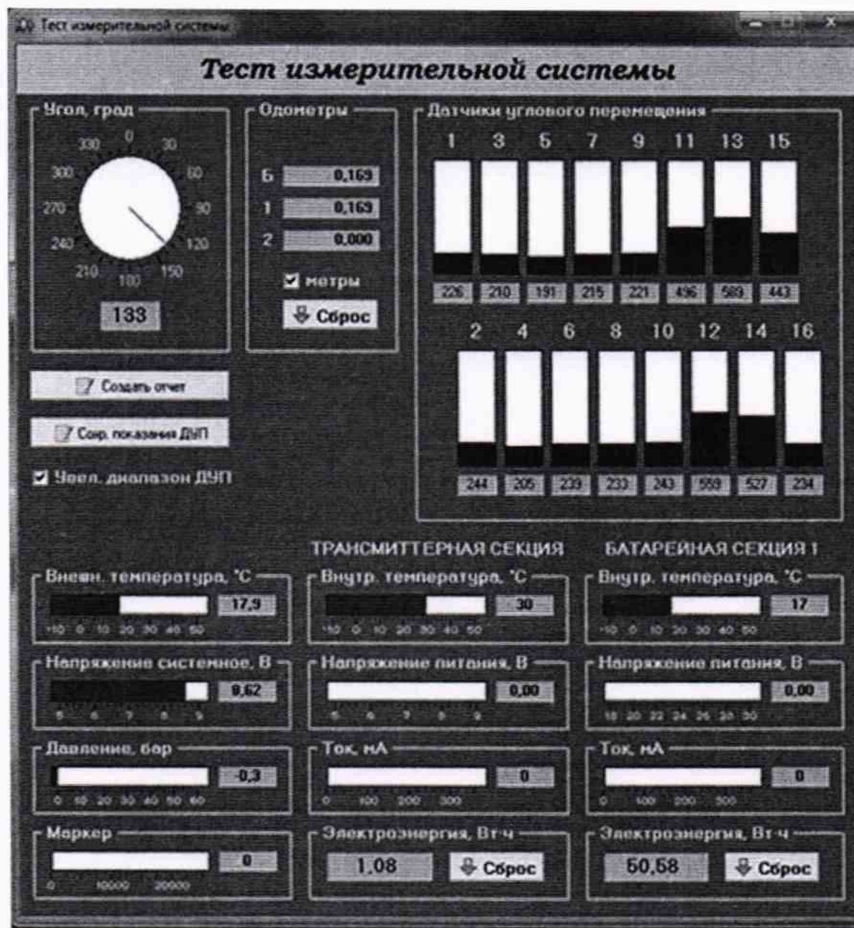 Тест измерительной системы
Тест измерительной системы
Угол, град
0
330 30
300 60
270 90
240 120
210 150
180
133
Одометры
Б 0,169
1 0,169
2 0,000
метры
Сброс
Датчики углового перемещения
1 3 5 7 9 11 13 15
226 210 191 215 221 496 589 443
2 4 6 8 10 12 14 16
244 205 239 233 243 559 527 234
Создать отчет
Сохр. показания ДУП
Увел. диапазон ДУП
ТРАНСМИТТЕРНАЯ СЕКЦИЯ
БАТАРЕЙНАЯ СЕКЦИЯ 1
Внешн. температура, °C
17,9
-10 0 10 20 30 40 50
Внутр. температура, °C
30
-10 0 10 20 30 40 50
Внутр. температура, °C
17
-10 0 10 20 30 40 50
Напряжение системное, В
8,62
5 6 7 8 9
Напряжение питания, В
0,00
5 6 7 8 9
Напряжение питания, В
0,00
18 20 22 24 26 28 30
Давление, бар
-0,3
0 10 20 30 40 50 60
Ток, мА
0
0 100 200 300
Ток, мА
0
0 100 200 300
Маркер
0
0 10000 20000
Электроэнергия, Вт·ч
1,08
Сброс
Электроэнергия, Вт·ч
50,58
Сброс